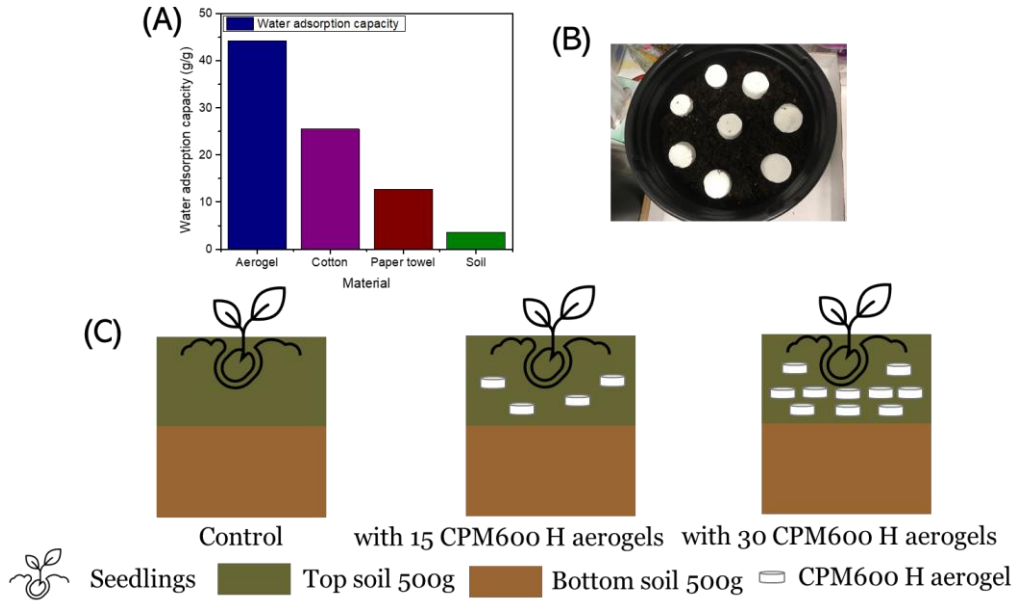 (A)
Water adsorption capacity
Water adsorption capacity (g/g)
50
40
30
20
10
0
Aerogel Cotton Paper towel Soil
Material
(B)
(C)
Control with 15 CPM600 H aerogels with 30 CPM600 H aerogels
Seedlings Top soil 500g Bottom soil 500g CPM600 H aerogel